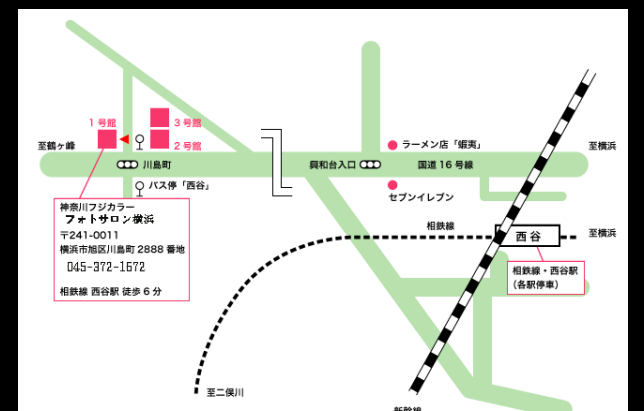 1号館
3号館
2号館
至鶴ヶ峰
川島町
興和台入口
ラーメン店「蝦夷」
国道16号線
至横浜
バス停「西谷」
セブンイレブン
神奈川フジカラー
フォトサロン横浜
〒241-0011
横浜市旭区川島町2888番地
045-372-1572
相鉄線 西谷駅 徒歩6分
相鉄線
西谷
至横浜
相鉄線・西谷駅
（各駅停車）
至二俣川
新幹線